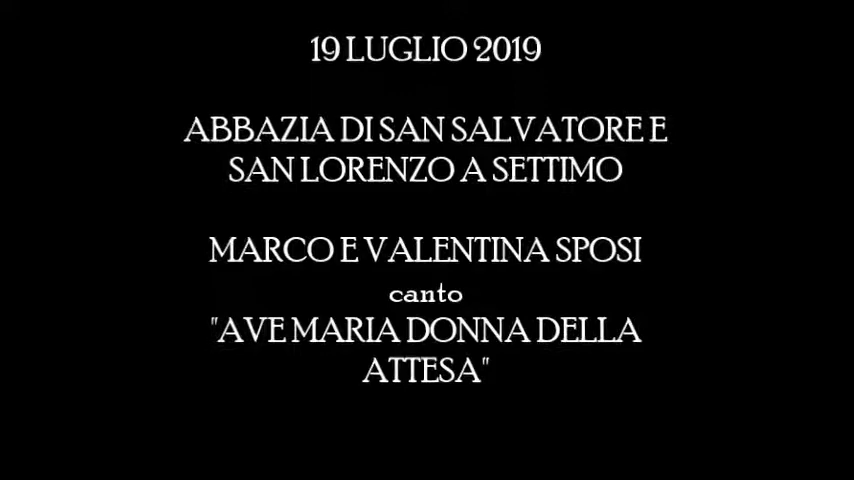 19 LUGLIO 2019
ABBAZIA DI SAN SALVATORE E
SAN LORENZO A SETTIMO
MARCO E VALENTINA SPOSI
canto
"AVE MARIA DONNA DELLA
ATTESA"